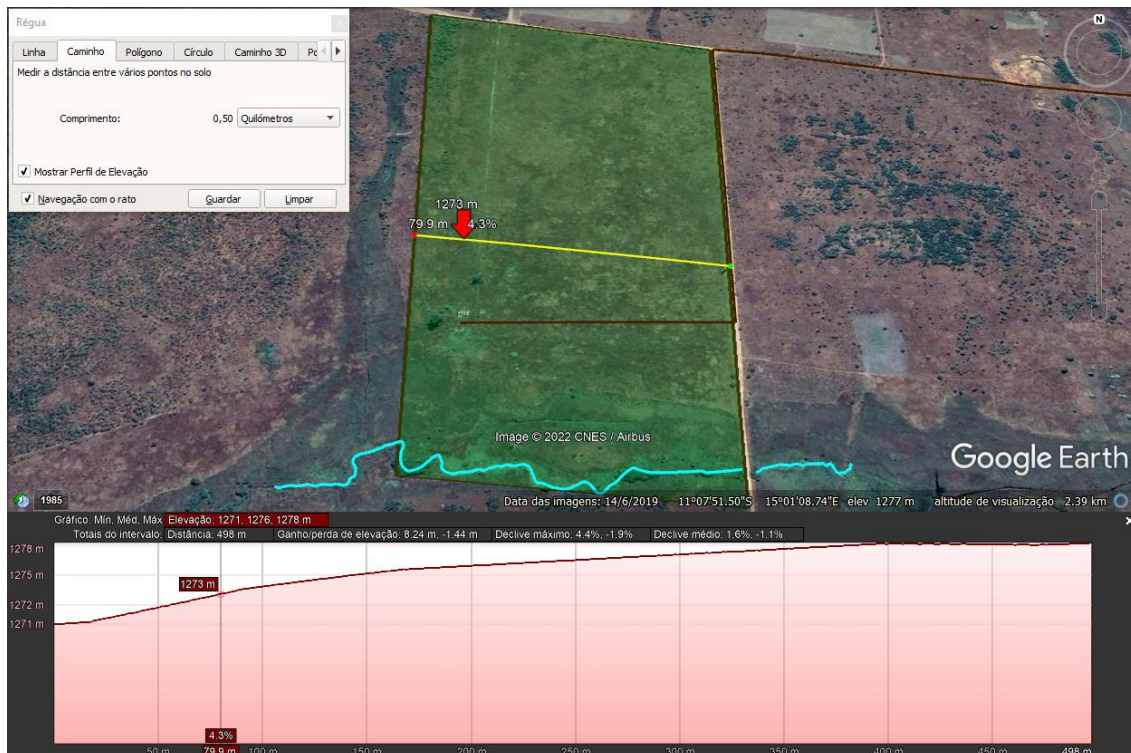 Régua
Linha Caminho Polígono Círculo Caminho 3D Po
Medir a distância entre vários pontos no solo
Comprimento: 0,50 Quilómetros
Mostrar Perfil de Elevação
Navegação com o rato Guardar Limpar
N
1273 m
79.9 m 4.3%
Image © 2022 CNES / Airbus
Google Earth
1985 Data das imagens: 14/6/2019 11°07'51.50"S 15°01'08.74"E elev 1277 m altitude de visualização 2.39 km
Gráfico: Mín, Méd, Máx Elevação: 1271, 1276, 1278 m
Totais do intervalo: Distância: 498 m Ganho/perda de elevação: 8.24 m, -1.44 m Declive máximo: 4.4%, -1.9% Declive médio: 1.6%, -1.1%
1278 m
1275 m
1273 m
1272 m
1271 m
4.3%
50 m 79.9 m 100 m 150 m 200 m 250 m 300 m 350 m 400 m 450 m 498 m